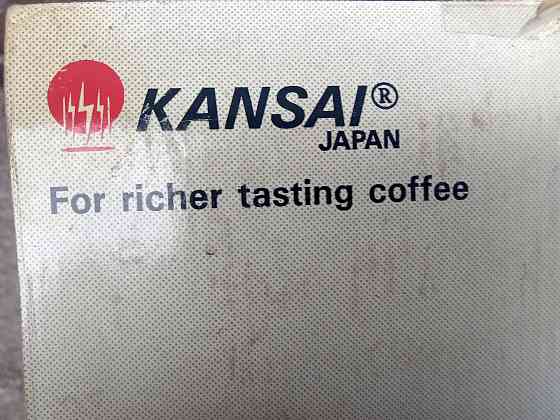 KANSAI®
JAPAN
For richer tasting coffee